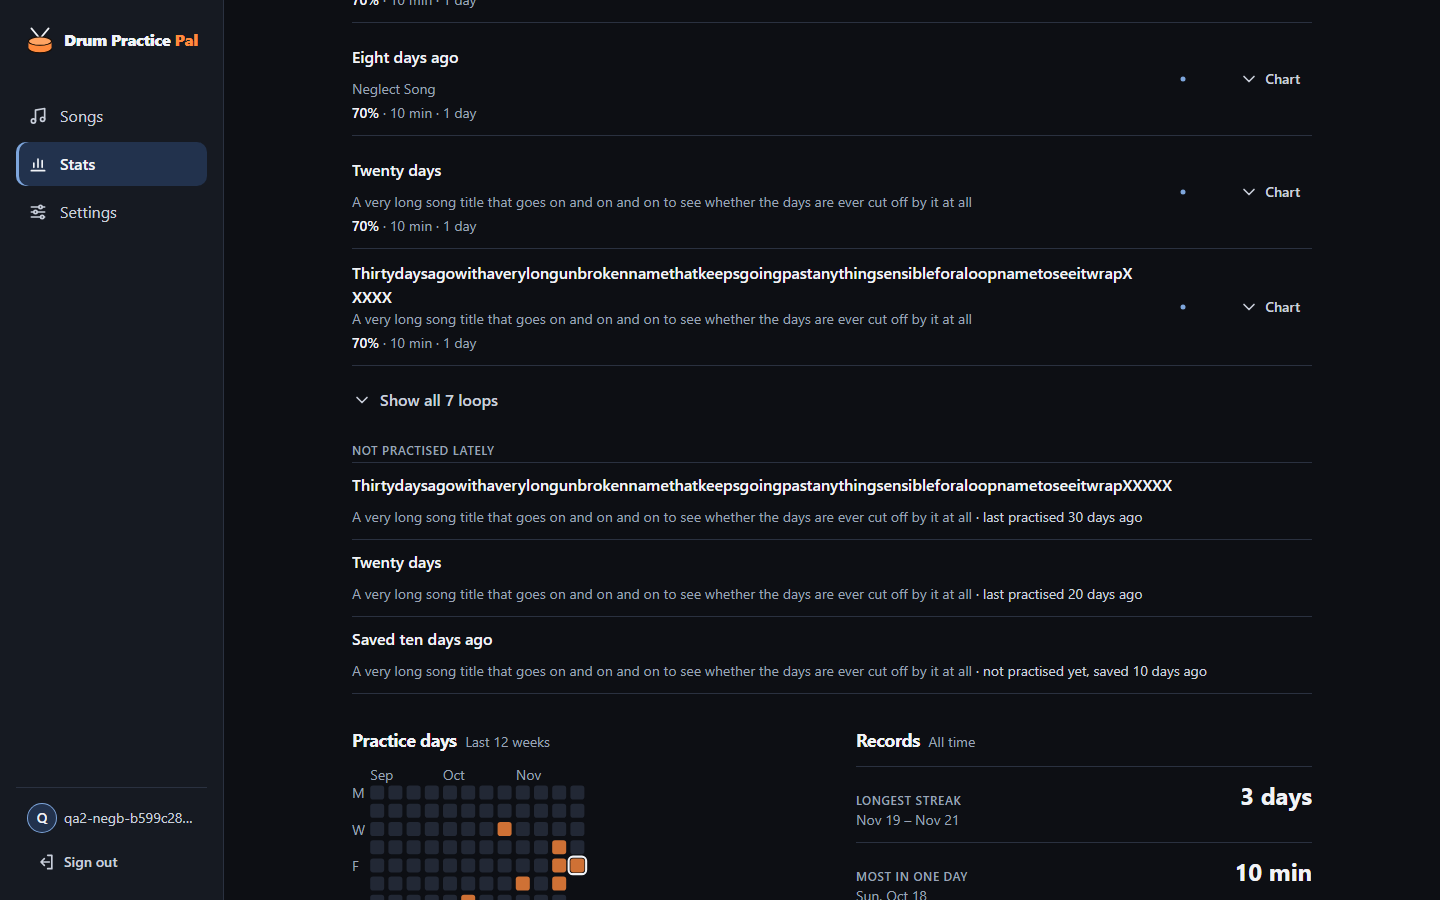 Drum Practice Pal
Songs
Stats
Settings
Q qa2-negb-b599c28...
Sign out
70% · 10 min · 1 day
Eight days ago
Neglect Song
70% · 10 min · 1 day
Chart
Twenty days
A very long song title that goes on and on and on to see whether the days are ever cut off by it at all
70% · 10 min · 1 day
Chart
ThirtydaysagowithaverylongunbrokennamethatkeepsgoingpastanythingsensibleforaloopnametoseeitwrapX
XXXX
A very long song title that goes on and on and on to see whether the days are ever cut off by it at all
70% · 10 min · 1 day
Chart
Show all 7 loops
NOT PRACTISED LATELY
ThirtydaysagowithaverylongunbrokennamethatkeepsgoingpastanythingsensibleforaloopnametoseeitwrapXXXXX
A very long song title that goes on and on and on to see whether the days are ever cut off by it at all · last practised 30 days ago
Twenty days
A very long song title that goes on and on and on to see whether the days are ever cut off by it at all · last practised 20 days ago
Saved ten days ago
A very long song title that goes on and on and on to see whether the days are ever cut off by it at all · not practised yet, saved 10 days ago
Practice days Last 12 weeks
Sep Oct Nov
M
W
F
Records All time
LONGEST STREAK
Nov 19 – Nov 21
3 days
MOST IN ONE DAY
Sun, Oct 18
10 min